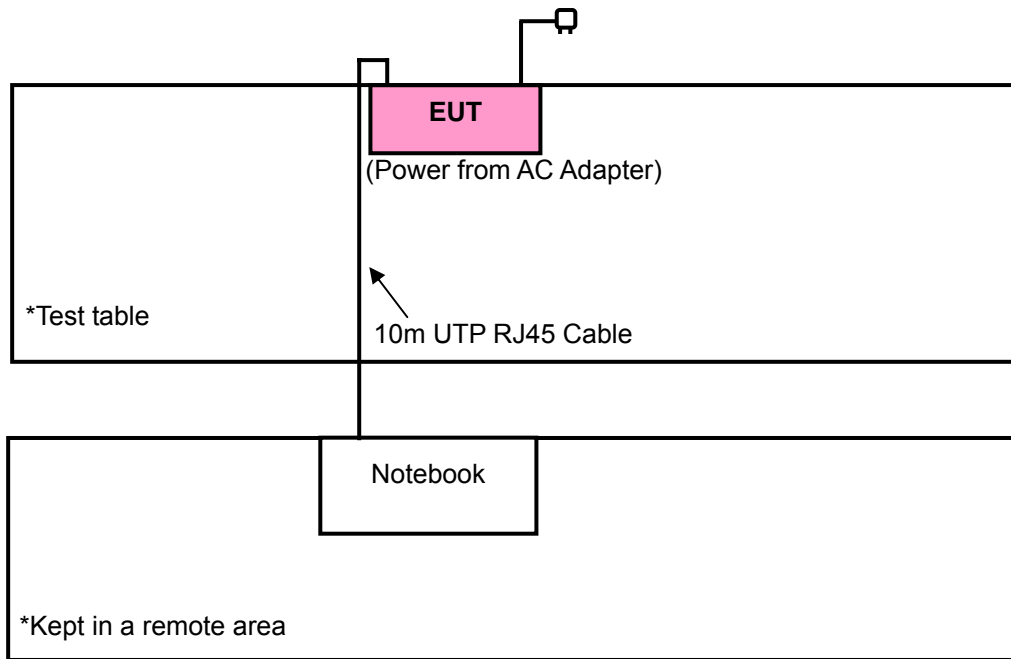 EUT
(Power from AC Adapter)
*Test table
10m UTP RJ45 Cable
Notebook
*Kept in a remote area